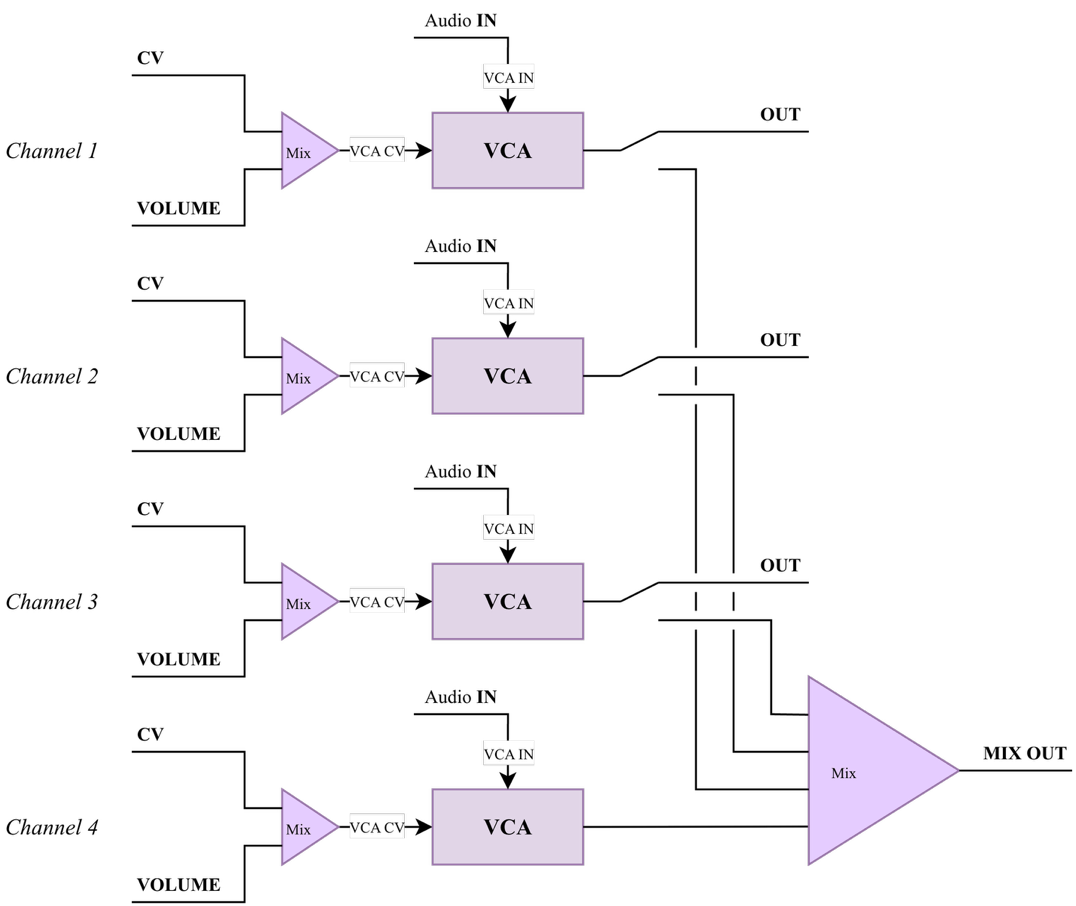 Audio IN
CV
VCA IN
OUT
Channel 1
Mix
VCA CV
VCA
VOLUME
Audio IN
CV
VCA IN
OUT
Channel 2
Mix
VCA CV
VCA
VOLUME
Audio IN
CV
VCA IN
OUT
Channel 3
Mix
VCA CV
VCA
VOLUME
Audio IN
CV
VCA IN
MIX OUT
Mix
Channel 4
Mix
VCA CV
VCA
VOLUME